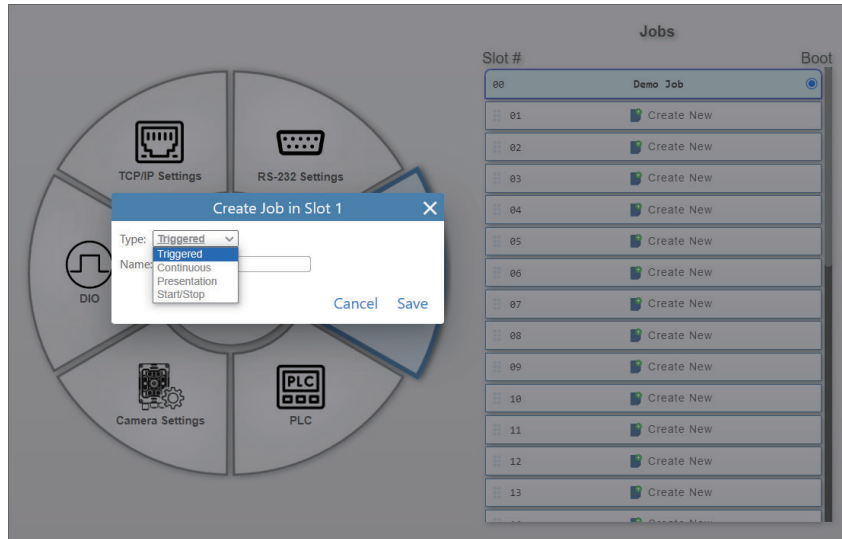 Jobs
Slot #
Boot
00 Demo Job
01 Create New
02 Create New
03 Create New
04 Create New
05 Create New
06 Create New
07 Create New
08 Create New
09 Create New
10 Create New
11 Create New
12 Create New
13 Create New
TCP/IP Settings
RS-232 Settings
DIO
Camera Settings
PLC
PLC
Create Job in Slot 1
Type: Triggered
Triggered
Continuous
Presentation
Start/Stop
Name:
Cancel Save